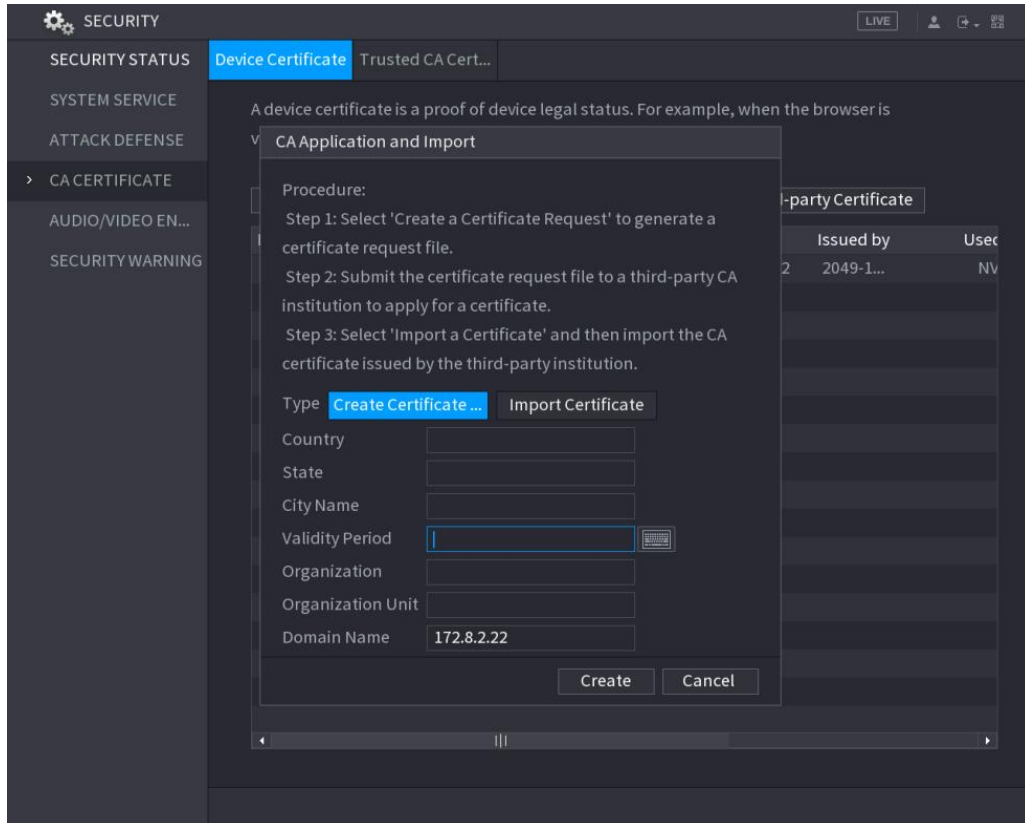 SECURITY
LIVE
SECURITY STATUS
Device Certificate
Trusted CA Cert...
SYSTEM SERVICE
A device certificate is a proof of device legal status. For example, when the browser is
ATTACK DEFENSE
v
CA Application and Import
CA CERTIFICATE
Procedure:
-party Certificate
AUDIO/VIDEO EN...
Step 1: Select 'Create a Certificate Request' to generate a
certificate request file.
Issued by
Used
SECURITY WARNING
Step 2: Submit the certificate request file to a third-party CA
2
2049-1...
NV
institution to apply for a certificate.
Step 3: Select 'Import a Certificate' and then import the CA
certificate issued by the third-party institution.
Type
Create Certificate ...
Import Certificate
Country
State
City Name
Validity Period
Organization
Organization Unit
Domain Name
172.8.2.22
Create
Cancel